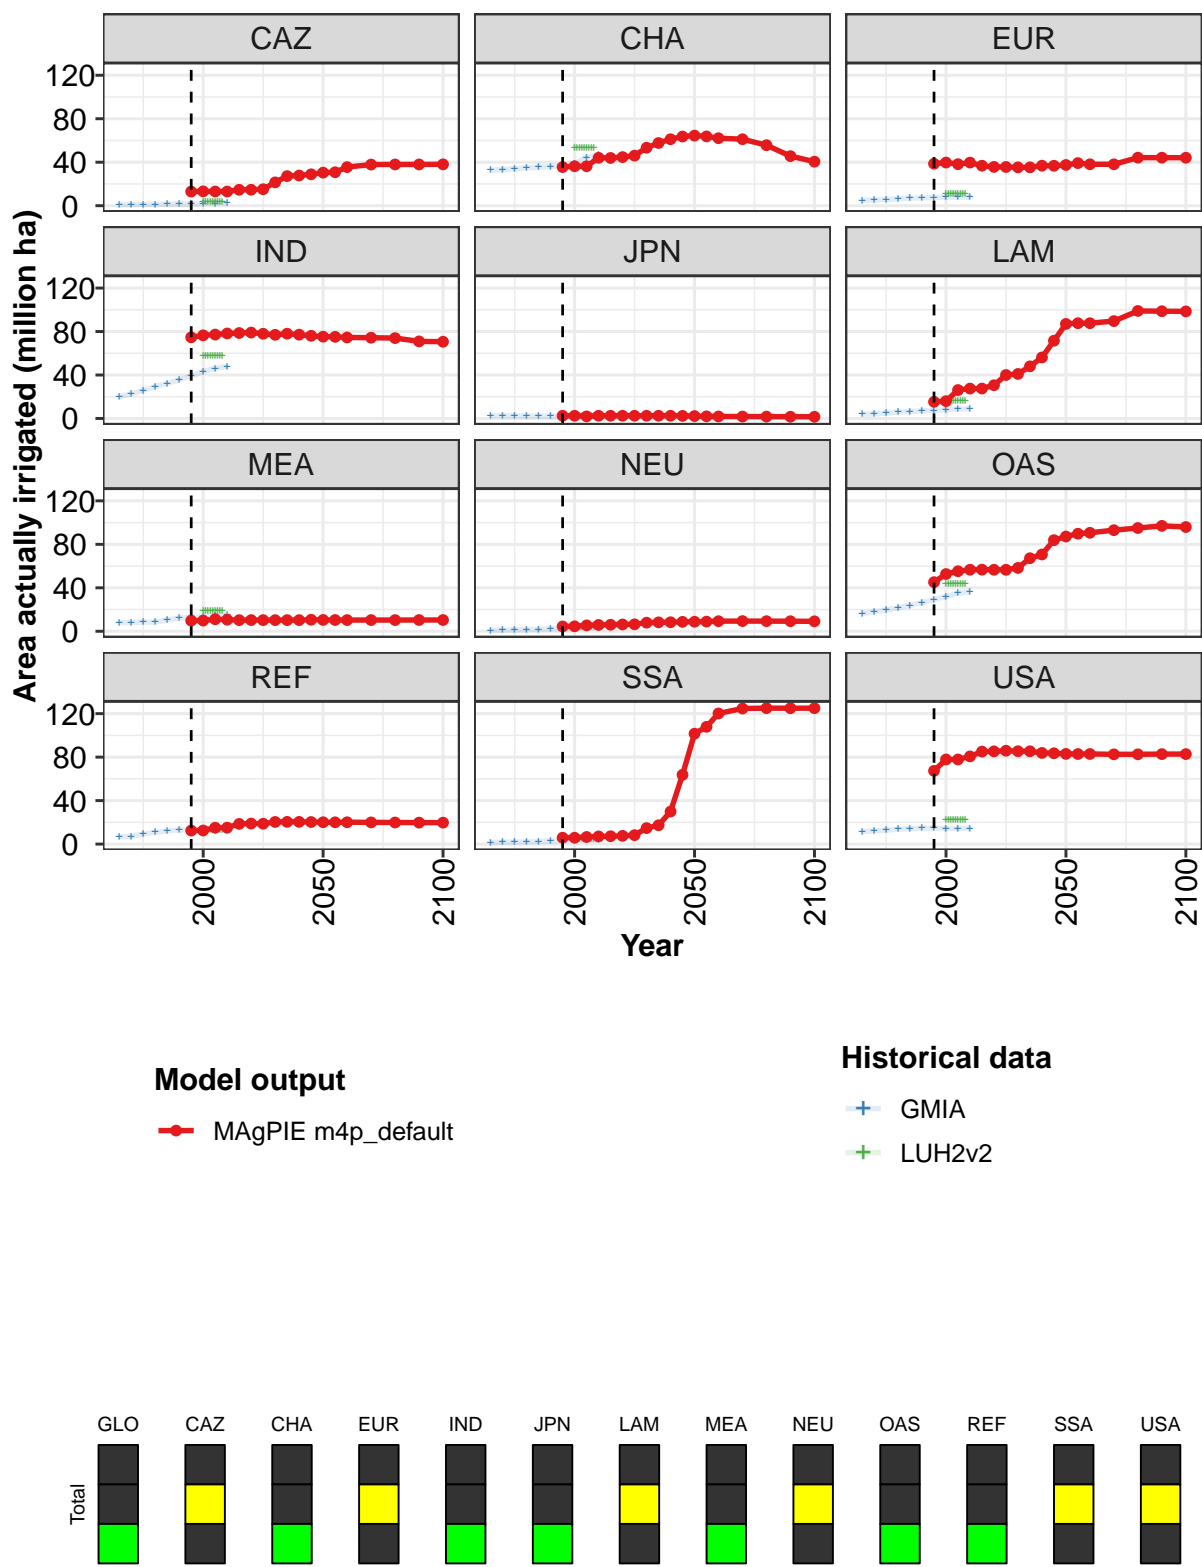 CAZ CHA EUR
120
80
40
0
IND JPN LAM
120
80
40
0
MEA NEU OAS
120
80
40
0
REF SSA USA
120
80
40
0
Area actually irrigated (million ha)
2000 2050 2100 2000 2050 2100 2000 2050 2100
Year
Model output
MAgPIE m4p_default
Historical data
GMIA
LUH2v2
GLO CAZ CHA EUR IND JPN LAM MEA NEU OAS REF SSA USA
Total